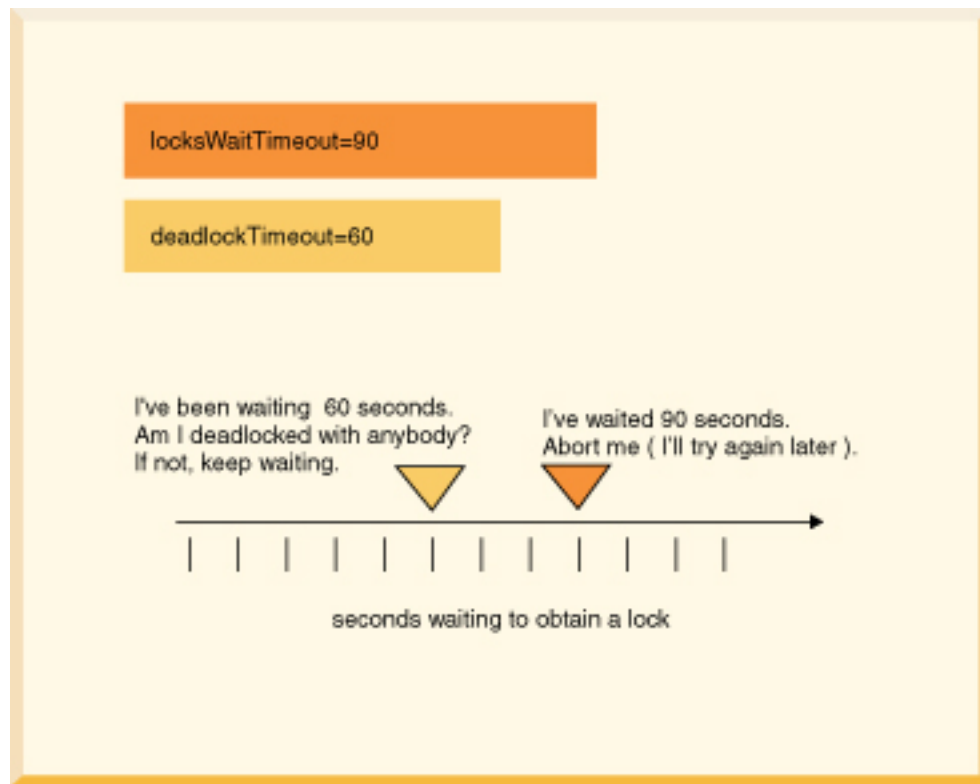 locksWaitTimeout=90
deadlockTimeout=60
I've been waiting 60 seconds.
Am I deadlocked with anybody?
If not, keep waiting.
I've waited 90 seconds.
Abort me ( I'll try again later ).
seconds waiting to obtain a lock